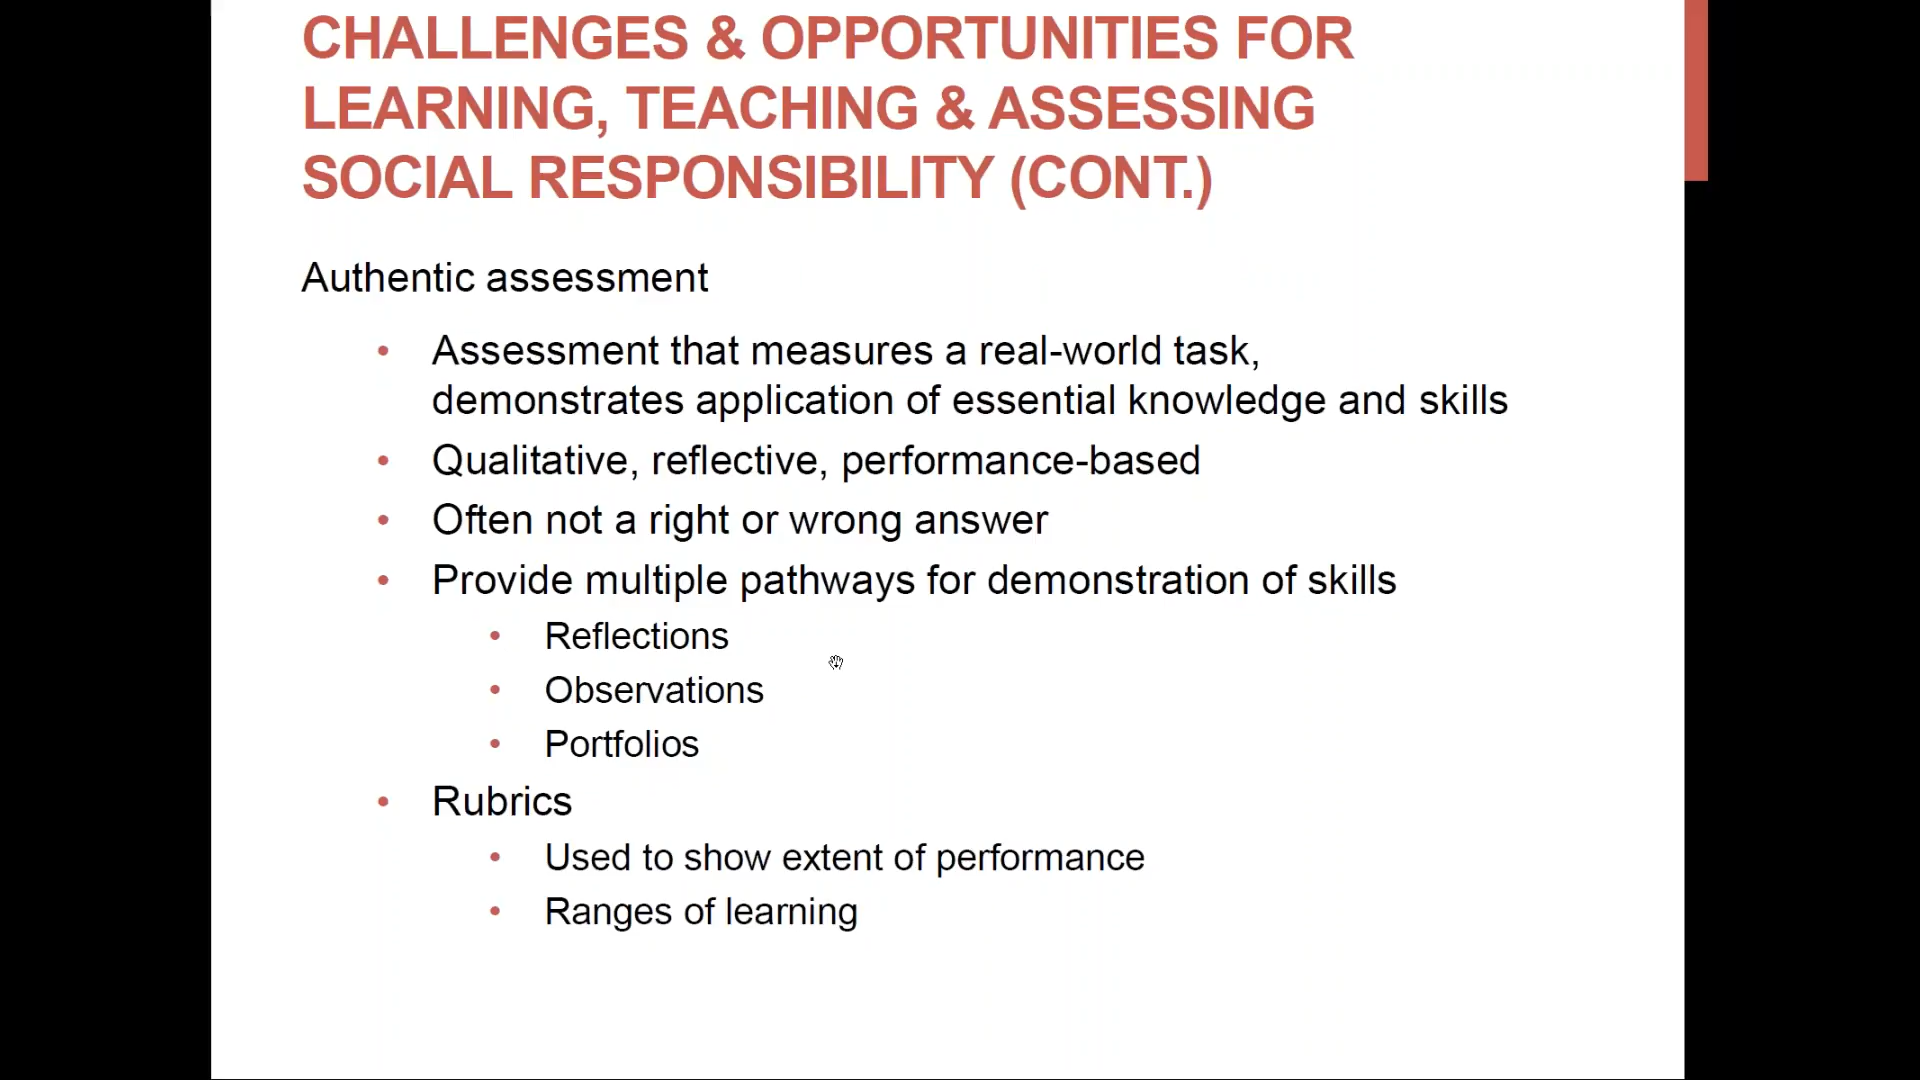 CHALLENGES & OPPORTUNITIES FOR
LEARNING, TEACHING & ASSESSING
SOCIAL RESPONSIBILITY (CONT.)
Authentic assessment
• Assessment that measures a real-world task,
demonstrates application of essential knowledge and skills
• Qualitative, reflective, performance-based
• Often not a right or wrong answer
• Provide multiple pathways for demonstration of skills
• Reflections
• Observations
• Portfolios
• Rubrics
• Used to show extent of performance
• Ranges of learning